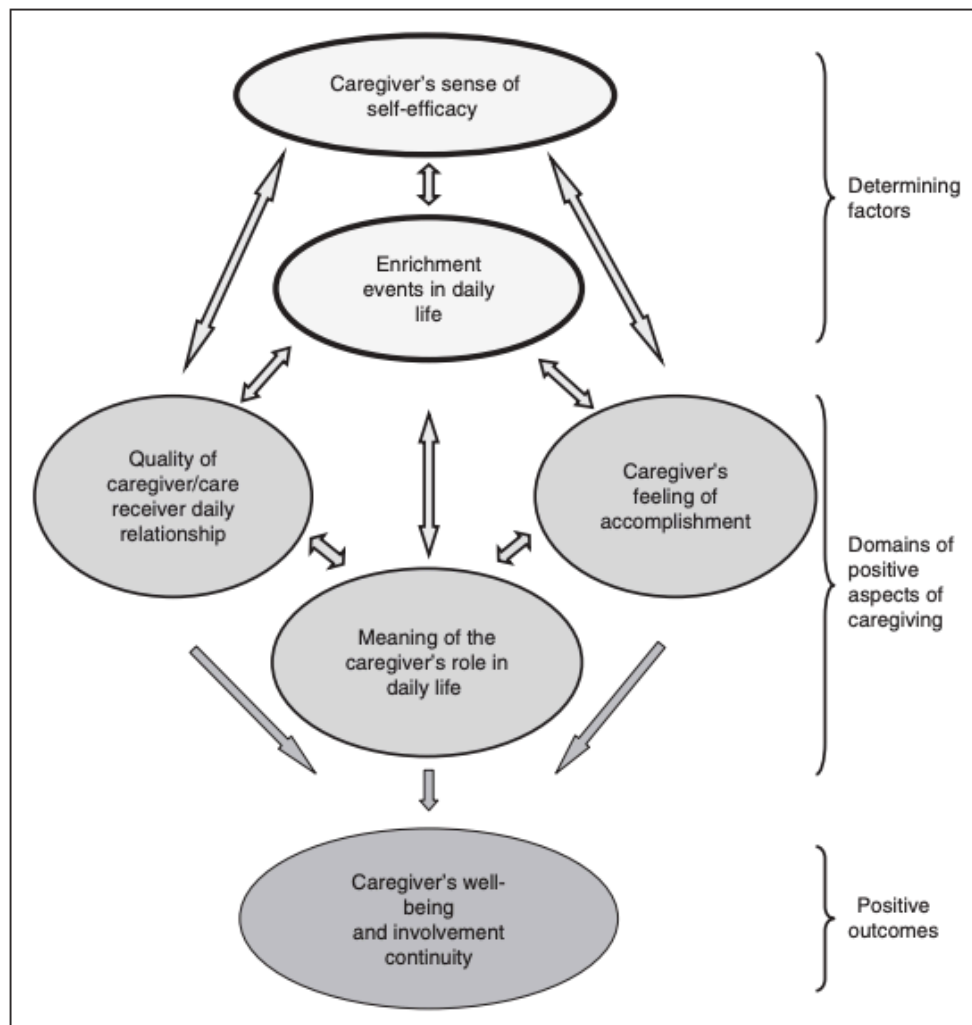 Caregiver's sense of
self-efficacy
Determining
factors
Enrichment
events in daily
life
Quality of
caregiver/care
receiver daily
relationship
Caregiver's
feeling of
accomplishment
Domains of
positive
aspects of
caregiving
Meaning of the
caregiver's role in
daily life
Caregiver's well-
being
and involvement
continuity
Positive
outcomes